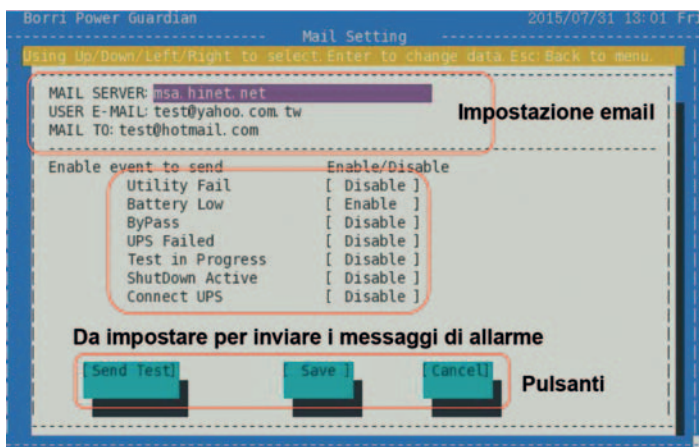 Borri Power Guardian 2015/07/31 13:01 Fri
Mail Setting
Using Up/Down/Left/Right to select.Enter to change data.Esc:Back to menu.
MAIL SERVER: msa.hinet.net
USER E-MAIL: test@yahoo.com.tw
MAIL TO: test@hotmail.com
Impostazione email
Enable event to send Enable/Disable
Utility Fail [ Disable ]
Battery Low [ Enable ]
ByPass [ Disable ]
UPS Failed [ Disable ]
Test in Progress [ Disable ]
ShutDown Active [ Disable ]
Connect UPS [ Disable ]
Da impostare per inviare i messaggi di allarme
[Send Test] [ Save ] [Cancel]
Pulsanti